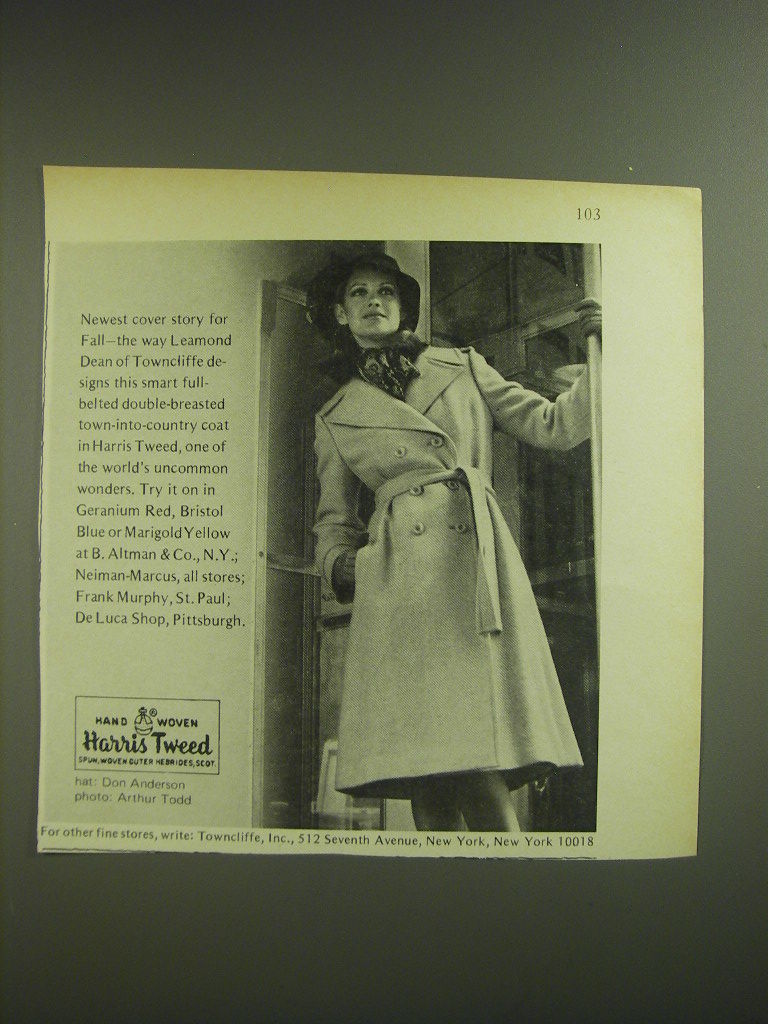 103
Newest cover story for
Fall—the way Leamond
Dean of Towncliffe de-
signs this smart full-
belted double-breasted
town-into-country coat
in Harris Tweed, one of
the world's uncommon
wonders. Try it on in
Geranium Red, Bristol
Blue or Marigold Yellow
at B. Altman & Co., N.Y.;
Neiman-Marcus, all stores;
Frank Murphy, St. Paul;
De Luca Shop, Pittsburgh.
HAND ® WOVEN
Harris Tweed
SPUN, WOVEN OUTER HEBRIDES, SCOT.
hat: Don Anderson
photo: Arthur Todd
For other fine stores, write: Towncliffe, Inc., 512 Seventh Avenue, New York, New York 10018